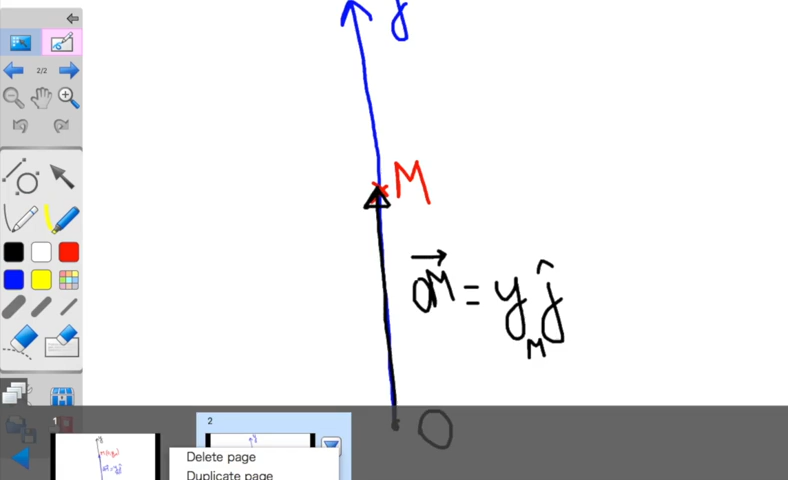 y
2/2
M
OM⃗ = y_M ĵ
O
1
2
Delete page
Duplicate page